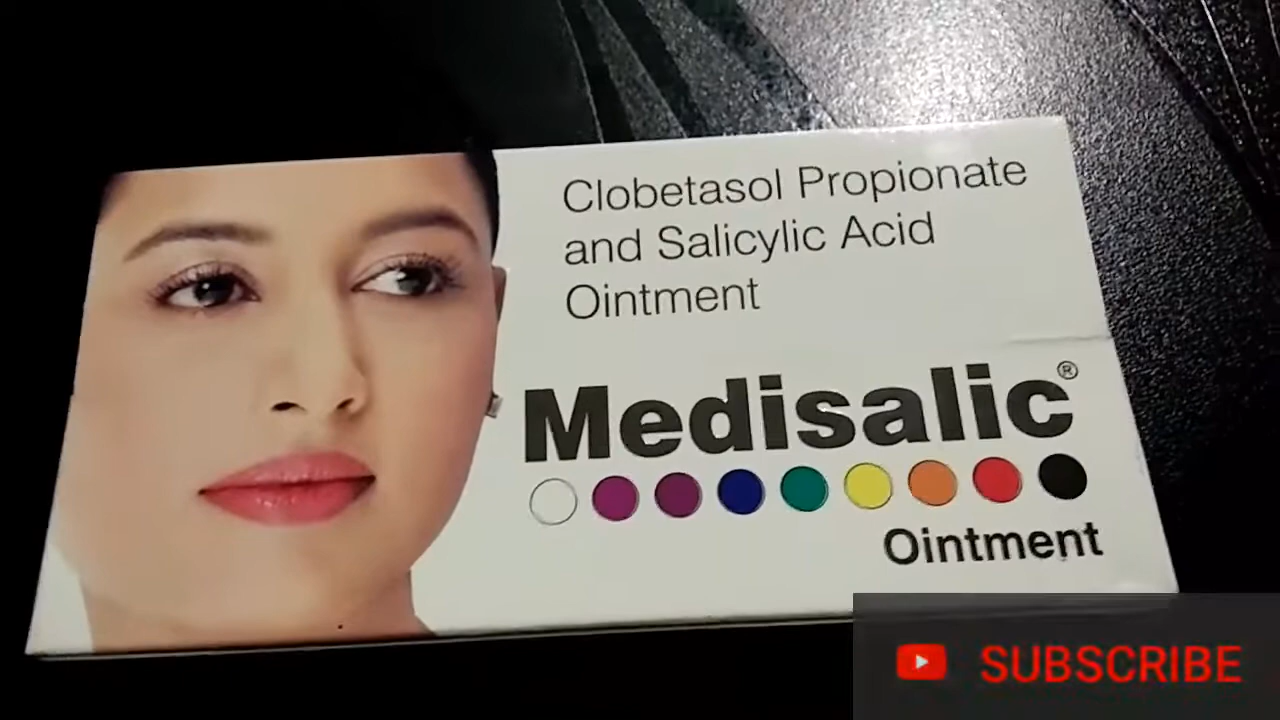 Clobetasol Propionate
and Salicylic Acid
Ointment
Medisalic®
Ointment
SUBSCRIBE